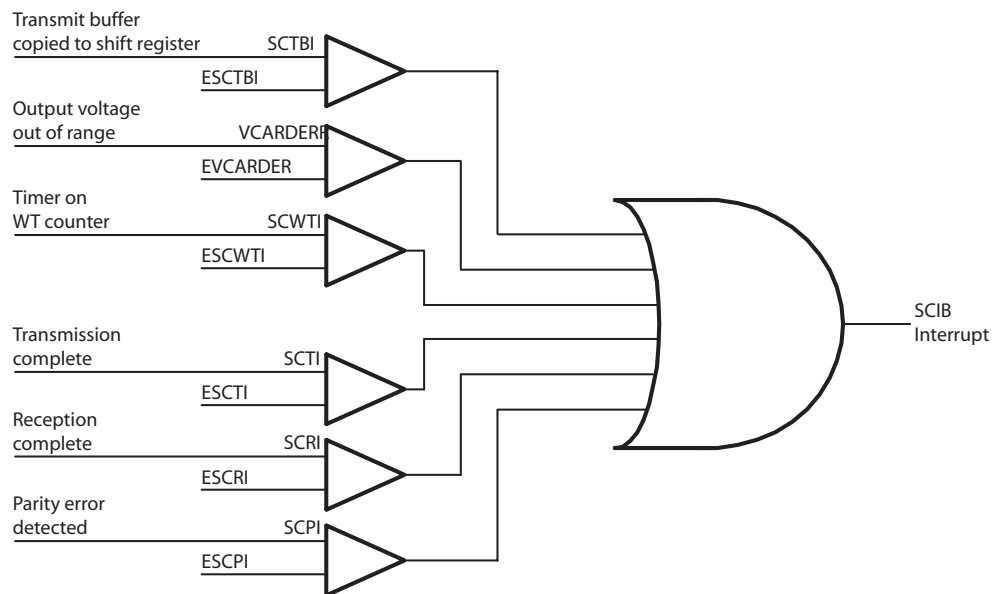 Transmit buffer
copied to shift register
SCTBI
ESCTBI
Output voltage
out of range
VCARDERR
EVCARDER
Timer on
WT counter
SCWTI
ESCWTI
SCIB
Interrupt
Transmission
complete
SCTI
ESCTI
Reception
complete
SCRI
ESCRI
Parity error
detected
SCPI
ESCPI